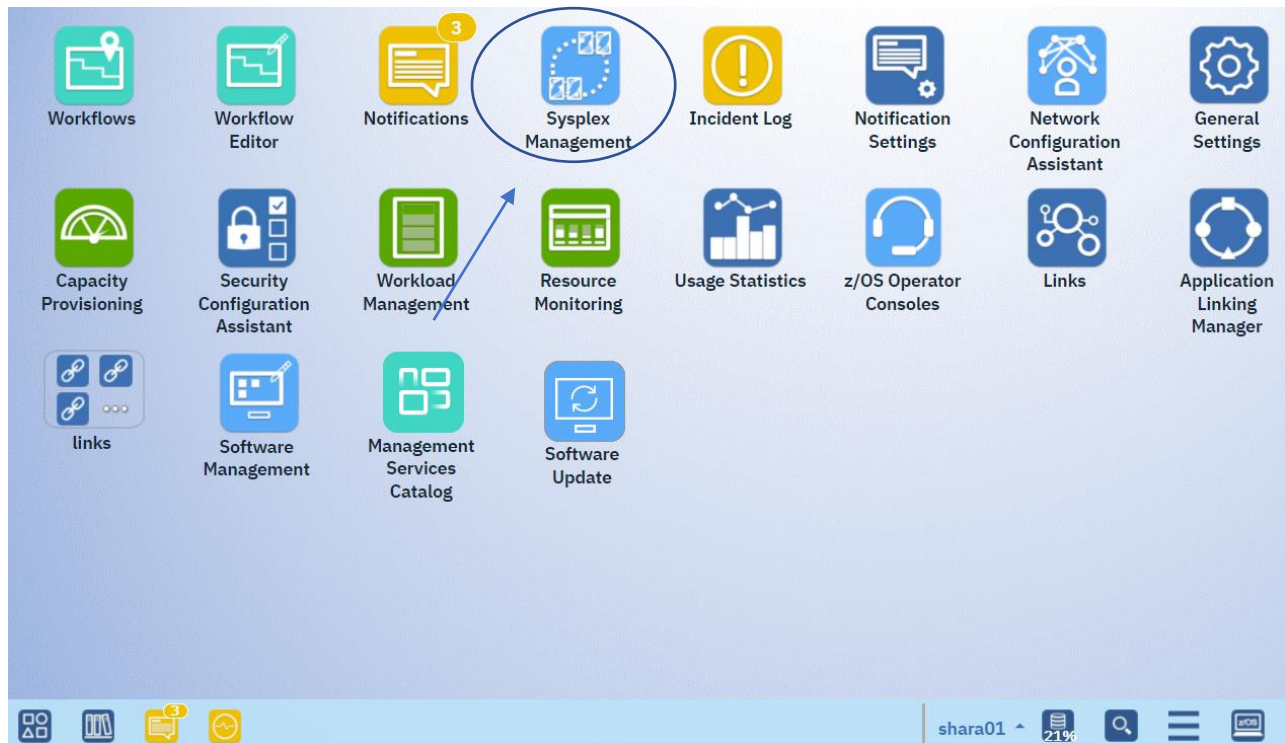 3
Workflows
Workflow
Editor
Notifications
Sysplex
Management
Incident Log
Notification
Settings
Network
Configuration
Assistant
General
Settings
Capacity
Provisioning
Security
Configuration
Assistant
Workload
Management
Resource
Monitoring
Usage Statistics
z/OS Operator
Consoles
Links
Application
Linking
Manager
links
Software
Management
Management
Services
Catalog
Software
Update
3
shara01
21%
z/OS